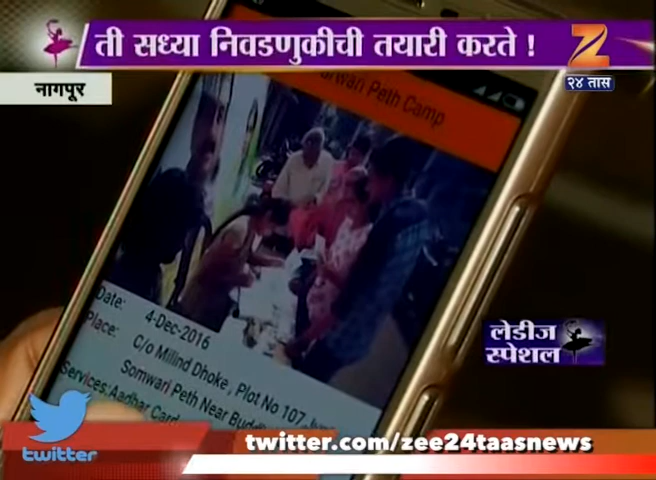 ती सध्या निवडणुकीची तयारी करते !
२४ तास
नागपूर
Peth Camp
Date:
4-Dec-2016
Place:
C/o Milind Dhoke , Plot No 107,
Somwari Peth Near
Services:Aadhar Card
लेडीज
स्पेशल
twitter
twitter.com/zee24taasnews